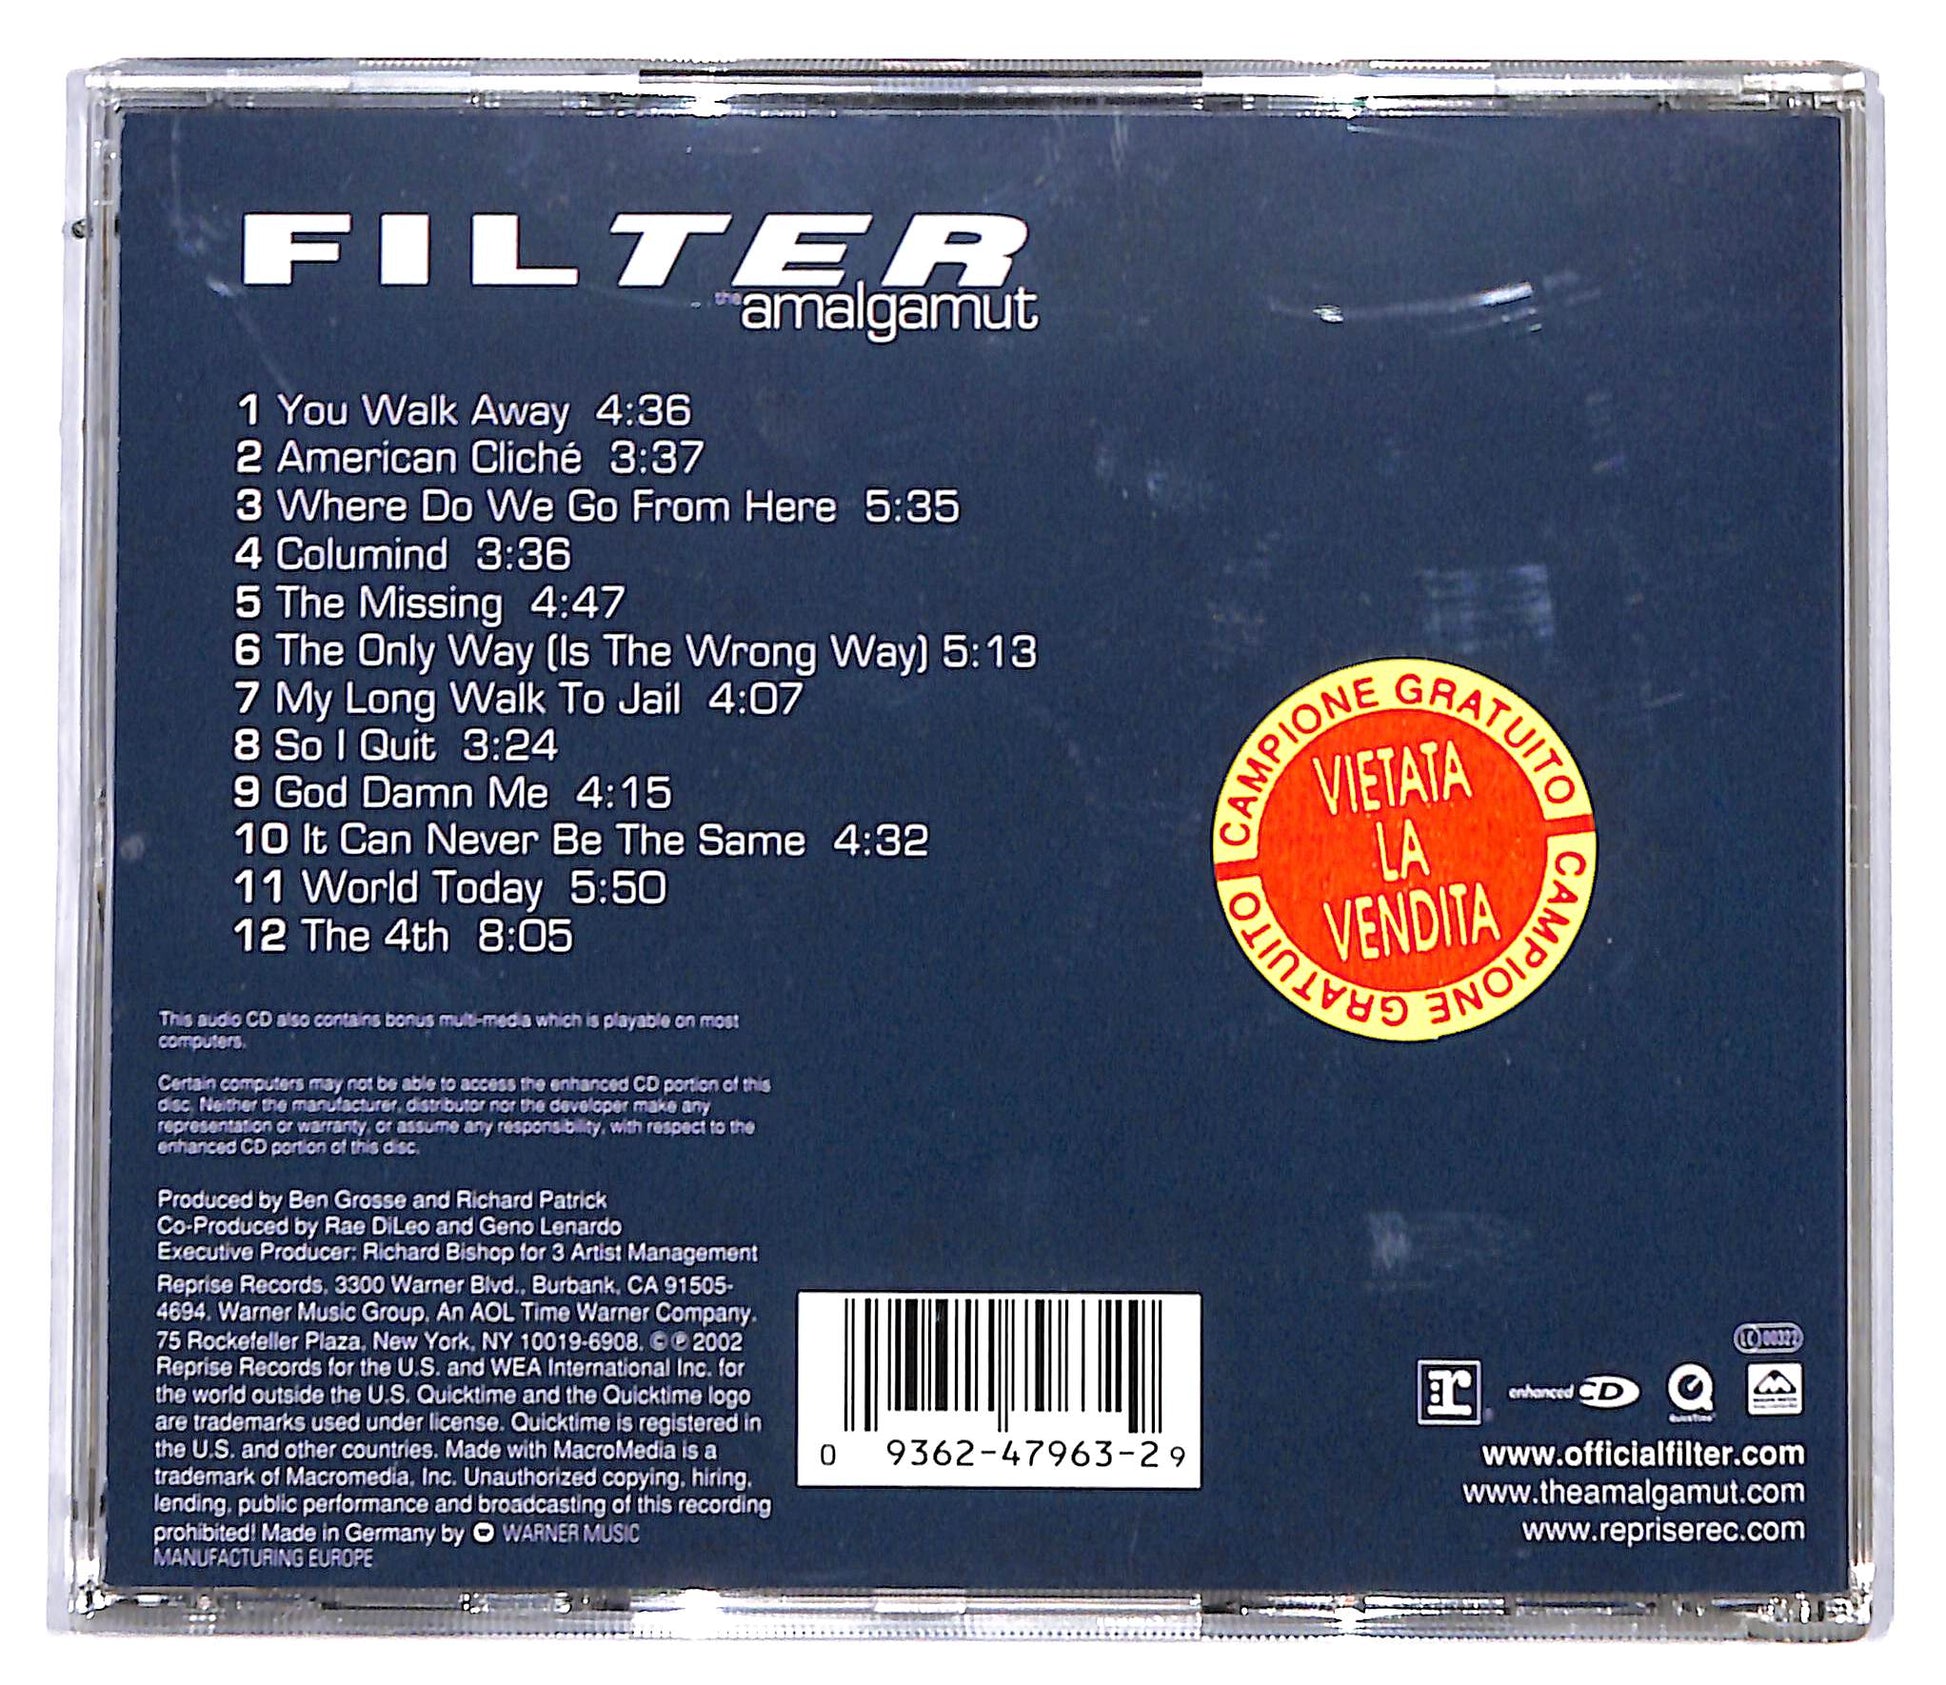 FILTER
the amalgamut
1 You Walk Away 4:36
2 American Cliché 3:37
3 Where Do We Go From Here 5:35
4 Columind 3:36
5 The Missing 4:47
6 The Only Way (Is The Wrong Way) 5:13
7 My Long Walk To Jail 4:07
8 So I Quit 3:24
9 God Damn Me 4:15
10 It Can Never Be The Same 4:32
11 World Today 5:50
12 The 4th 8:05
CAMPIONE GRATUITO
VIETATA
LA
VENDITA
CAMPIONE GRATUITO
This audio CD also contains bonus multi-media which is playable on most
computers.
Certain computers may not be able to access the enhanced CD portion of this
disc. Neither the manufacturer, distributor nor the developer make any
representation or warranty, or assume any responsibility, with respect to the
enhanced CD portion of this disc.
Produced by Ben Grosse and Richard Patrick
Co-Produced by Rae DiLeo and Geno Lenardo
Executive Producer: Richard Bishop for 3 Artist Management
Reprise Records, 3300 Warner Blvd., Burbank, CA 91505-
4694. Warner Music Group, An AOL Time Warner Company.
75 Rockefeller Plaza, New York, NY 10019-6908. ©℗2002
Reprise Records for the U.S. and WEA International Inc. for
the world outside the U.S. Quicktime and the Quicktime logo
are trademarks used under license. Quicktime is registered in
the U.S. and other countries. Made with MacroMedia is a
trademark of Macromedia, Inc. Unauthorized copying, hiring,
lending, public performance and broadcasting of this recording
prohibited! Made in Germany by WARNER MUSIC
MANUFACTURING EUROPE
0 9362-47963-2 9
LC 00322
r enhanced CD QuickTime
www.officialfilter.com
www.theamalgamut.com
www.repriserec.com